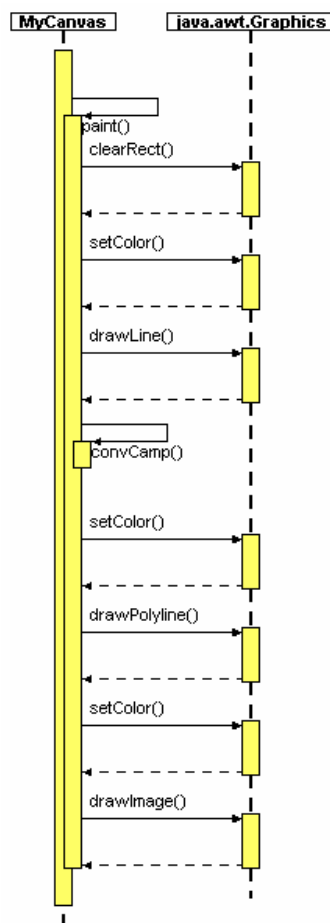 MyCanvas
java.awt.Graphics
paint()
clearRect()
setColor()
drawLine()
convCamp()
setColor()
drawPolyline()
setColor()
drawImage()